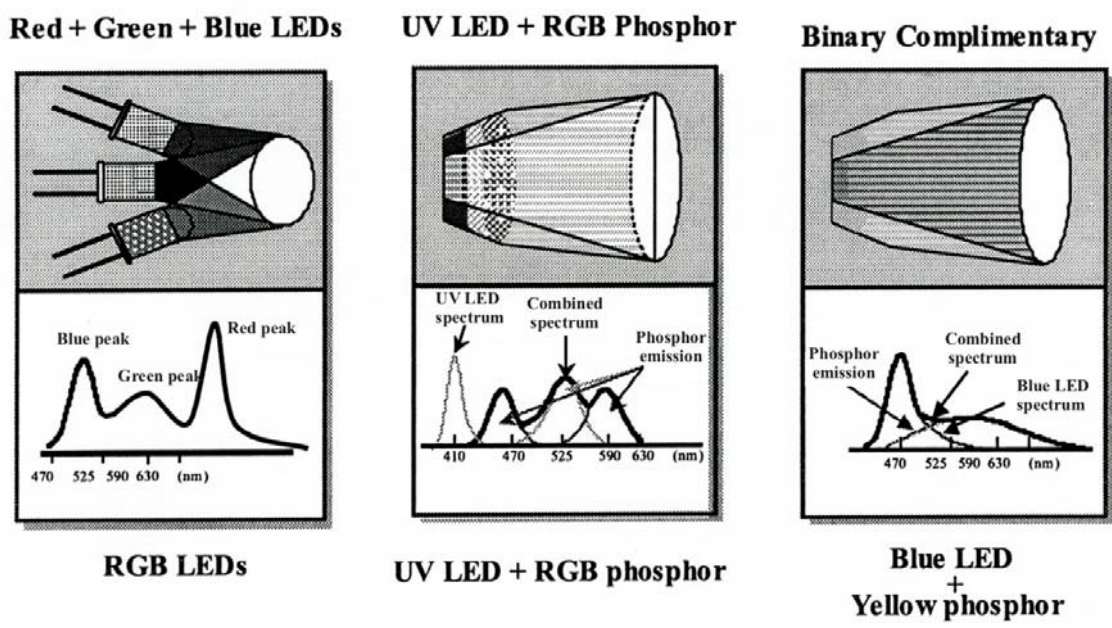 Red + Green + Blue LEDs
UV LED + RGB Phosphor
Binary Complimentary
Blue peak
Green peak
Red peak
470 525 590 630 (nm)
UV LED
spectrum
Combined
spectrum
Phosphor
emission
410 470 525 590 630 (nm)
Phosphor
emission
Combined
spectrum
Blue LED
spectrum
470 525 590 630 (nm)
RGB LEDs
UV LED + RGB phosphor
Blue LED
+
Yellow phosphor